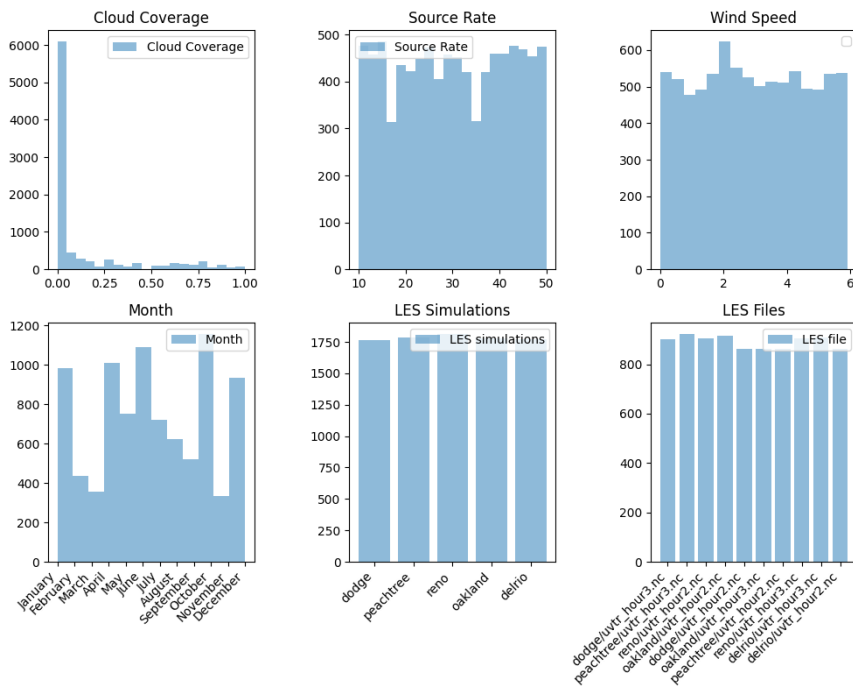 Cloud Coverage
Source Rate
Wind Speed
6000
5000
4000
3000
2000
1000
0
Cloud Coverage
0.00 0.25 0.50 0.75 1.00
500
400
300
200
100
0
Source Rate
10 20 30 40 50
600
500
400
300
200
100
0
0 2 4 6
Month
LES Simulations
LES Files
1200
1000
800
600
400
200
0
Month
January
February
March
April
May
June
July
August
September
October
November
December
1750
1500
1250
1000
750
500
250
0
LES simulations
dodge
peachtree
reno
oakland
delrio
800
600
400
200
0
LES file
dodge/uvtr_hour3.nc
peachtree/uvtr_hour3.nc
reno/uvtr_hour2.nc
oakland/uvtr_hour2.nc
dodge/uvtr_hour2.nc
oakland/uvtr_hour3.nc
peachtree/uvtr_hour2.nc
reno/uvtr_hour3.nc
delrio/uvtr_hour3.nc
delrio/uvtr_hour2.nc